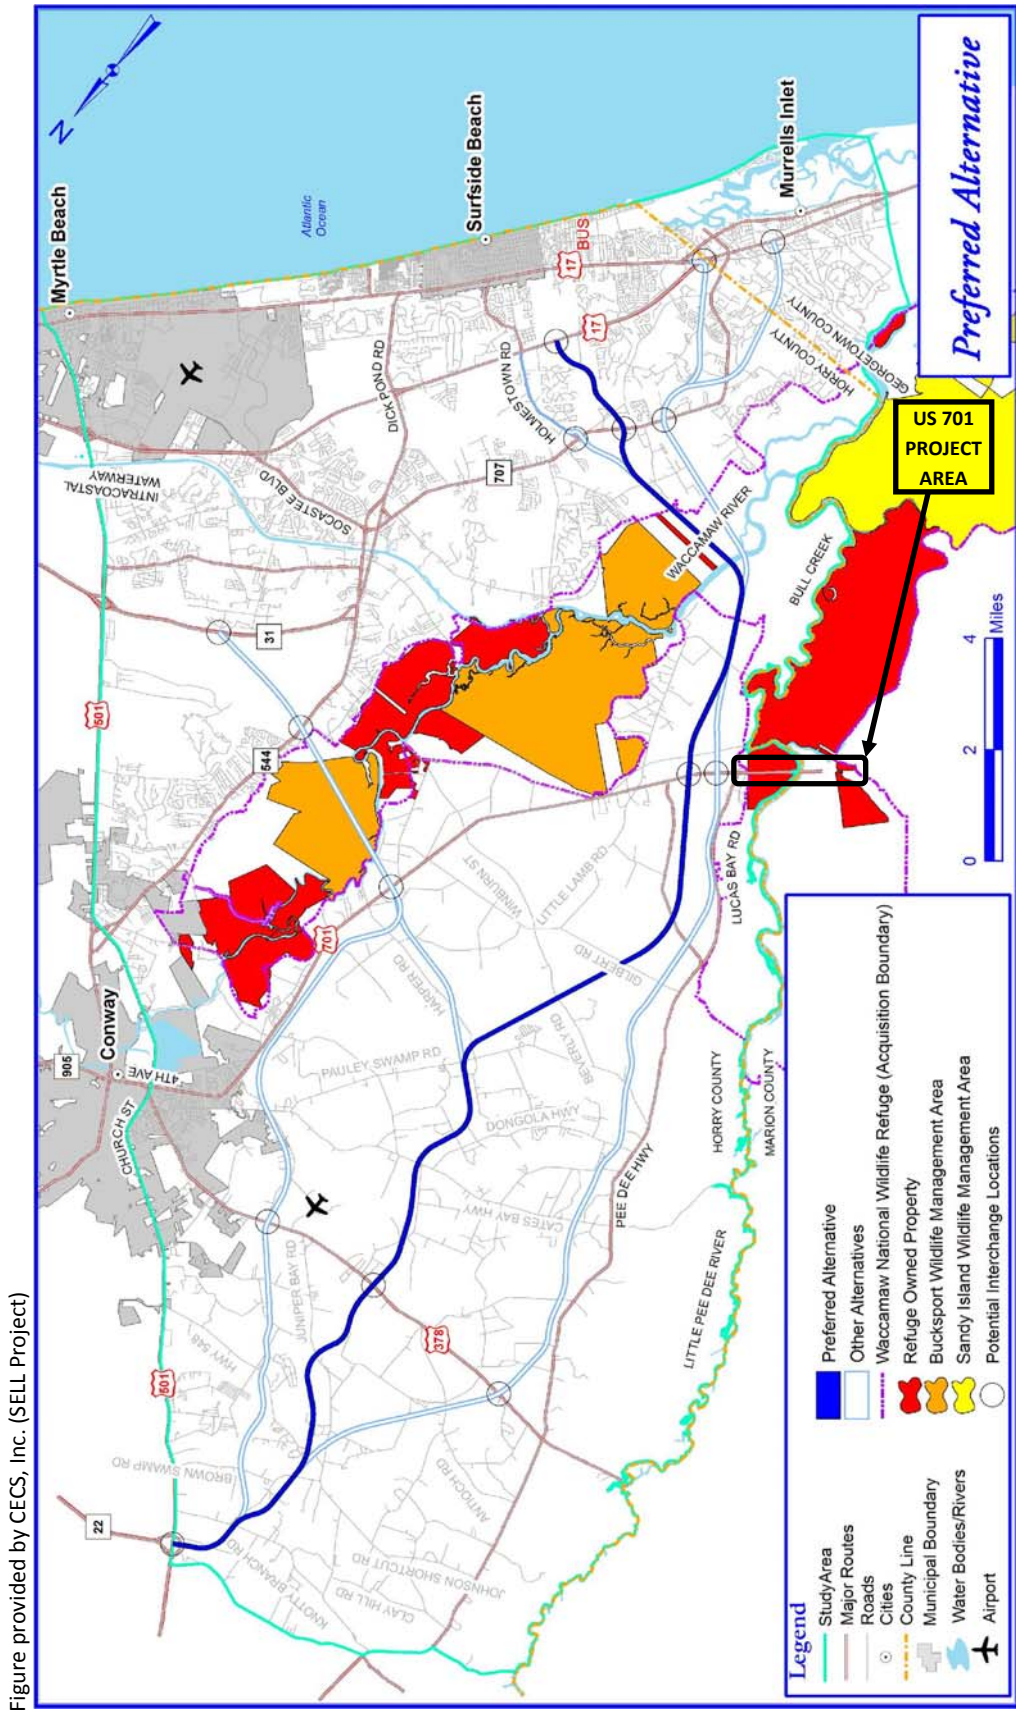 Figure provided by CECS, Inc. (SELL Project)
N
Myrtle Beach
Surfside Beach
Murrells Inlet
Atlantic
Ocean
17
BUS
17
INTRACOASTAL
WATERWAY
SOCASTEE BLVD
DICK POND RD
HOLMESTOWN RD
707
HORRY COUNTY
GEORGETOWN COUNTY
WACCAMAW RIVER
BULL CREEK
501
31
544
Conway
905
4TH AVE
CHURCH ST
701
HARPER RD
WINBURN ST
LITTLE LAMB RD
GILBERT RD
LUCAS BAY RD
PAULEY SWAMP RD
BEVERLY RD
DONGOLA HWY
CATES BAY HWY
PEE DEE HWY
HORRY COUNTY
MARION COUNTY
LITTLE PEE DEE RIVER
JUNIPER BAY RD
HWY 548
378
501
BROWN SWAMP RD
22
KNOTTY BRANCH RD
CLAY HILL RD
JOHNSON SHORTCUT RD
ANTIOCH RD
US 701
PROJECT
AREA
Preferred Alternative
0 2 4
Miles
Legend
StudyArea
Major Routes
Roads
Cities
County Line
Municipal Boundary
Water Bodies/Rivers
Airport
Preferred Alternative
Other Alternatives
Waccamaw National Wildlife Refuge (Acquisition Boundary)
Refuge Owned Property
Bucksport Wildlife Management Area
Sandy Island Wildlife Management Area
Potential Interchange Locations